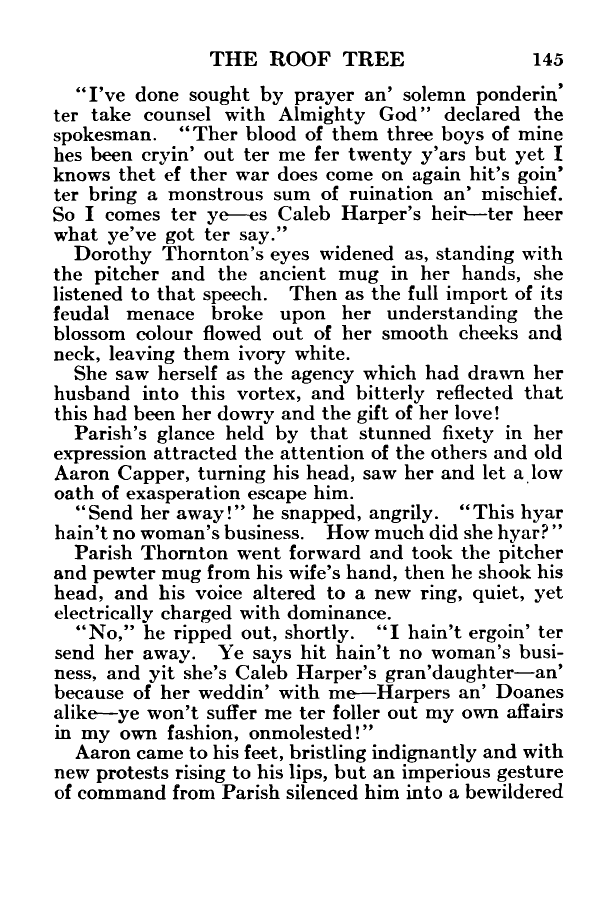 THE ROOF TREE 145
"I've done sought by prayer an' solemn ponderin'
ter take counsel with Almighty God" declared the
spokesman. "Ther blood of them three boys of mine
hes been cryin' out ter me fer twenty y'ars but yet I
knows thet ef ther war does come on again hit's goin'
ter bring a monstrous sum of ruination an' mischief.
So I comes ter ye—es Caleb Harper's heir—ter heer
what ye've got ter say."
Dorothy Thornton's eyes widened as, standing with
the pitcher and the ancient mug in her hands, she
listened to that speech. Then as the full import of its
feudal menace broke upon her understanding the
blossom colour flowed out of her smooth cheeks and
neck, leaving them ivory white.
She saw herself as the agency which had drawn her
husband into this vortex, and bitterly reflected that
this had been her dowry and the gift of her love!
Parish's glance held by that stunned fixety in her
expression attracted the attention of the others and old
Aaron Capper, turning his head, saw her and let a low
oath of exasperation escape him.
"Send her away!" he snapped, angrily. "This hyar
hain't no woman's business. How much did she hyar?"
Parish Thornton went forward and took the pitcher
and pewter mug from his wife's hand, then he shook his
head, and his voice altered to a new ring, quiet, yet
electrically charged with dominance.
"No," he ripped out, shortly. "I hain't ergoin' ter
send her away. Ye says hit hain't no woman's busi-
ness, and yit she's Caleb Harper's gran'daughter—an'
because of her weddin' with me—Harpers an' Doanes
alike—ye won't suffer me ter foller out my own affairs
in my own fashion, onmolested!"
Aaron came to his feet, bristling indignantly and with
new protests rising to his lips, but an imperious gesture
of command from Parish silenced him into a bewildered